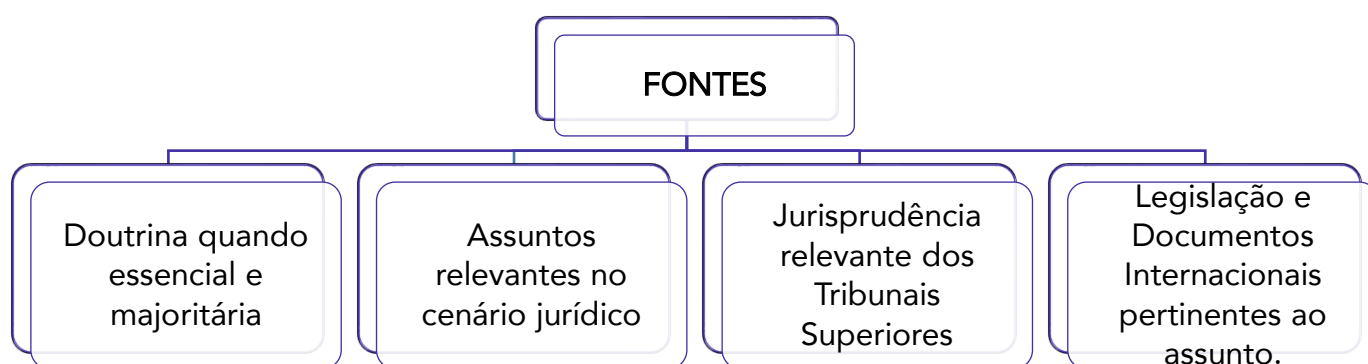 FONTES
Doutrina quando
essencial e
majoritária
Assuntos
relevantes no
cenário jurídico
Jurisprudência
relevante dos
Tribunais
Superiores
Legislação e
Documentos
Internacionais
pertinentes ao
assunto.